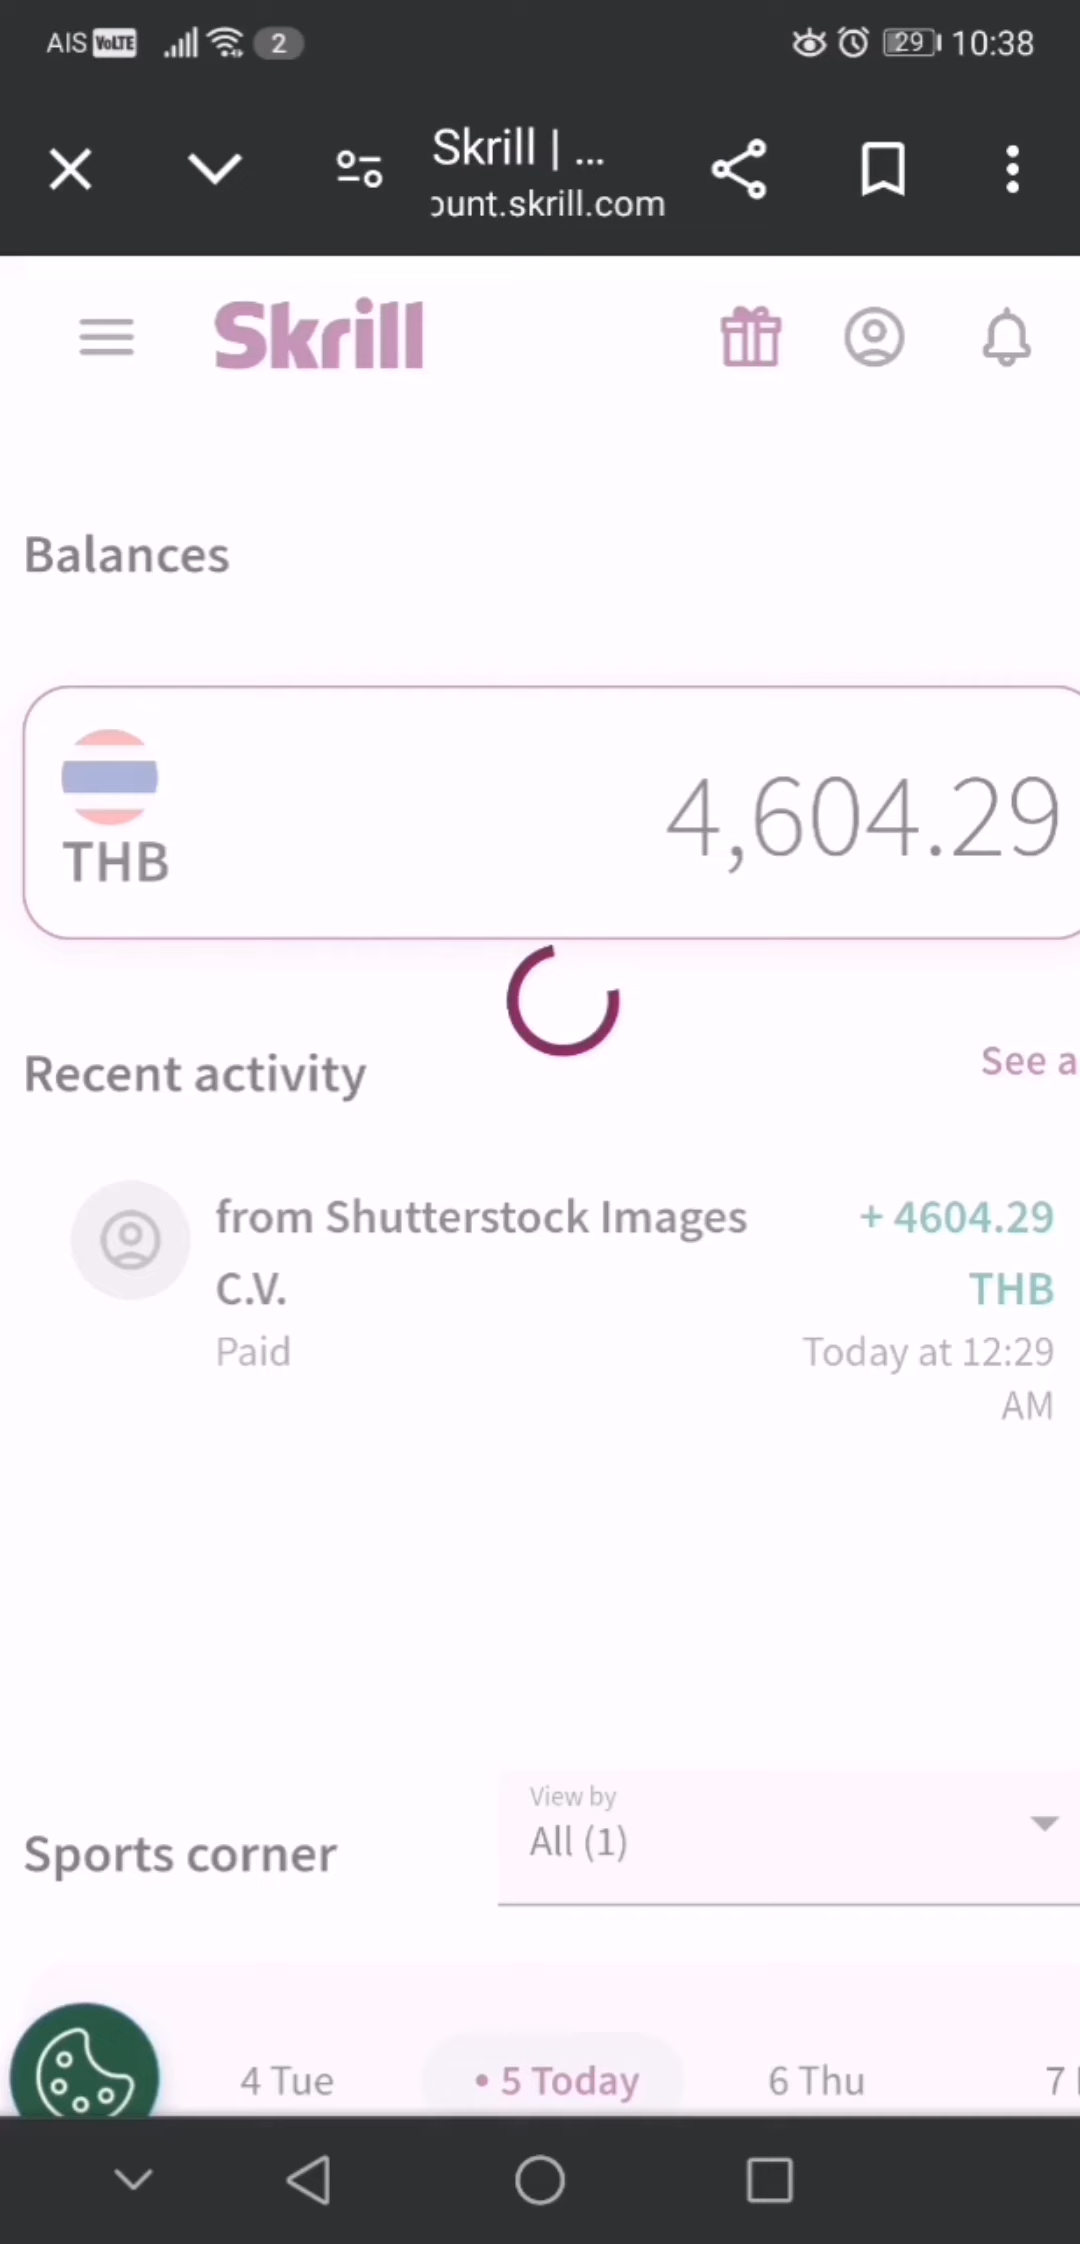 AIS VoLTE 2 29 10:38
Skrill | ...
ount.skrill.com
Skrill
Balances
4,604.29
THB
Recent activity
See a
from Shutterstock Images + 4604.29
C.V. THB
Paid Today at 12:29
AM
View by
All (1)
Sports corner
4 Tue • 5 Today 6 Thu 7